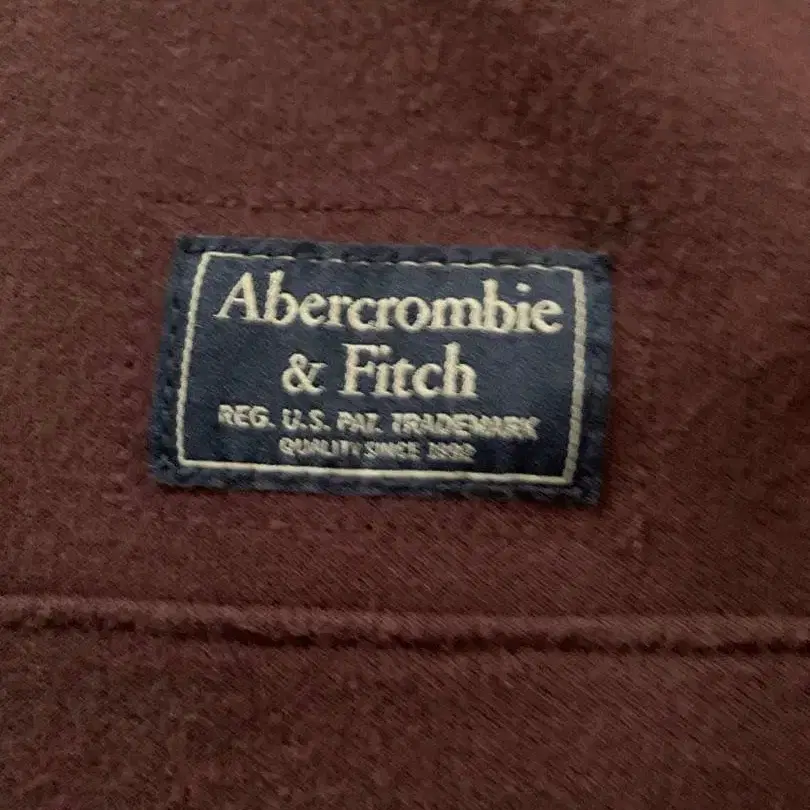 Abercrombie
& Fitch
REG. U.S. PAT. TRADEMARK
QUALITY SINCE 1892